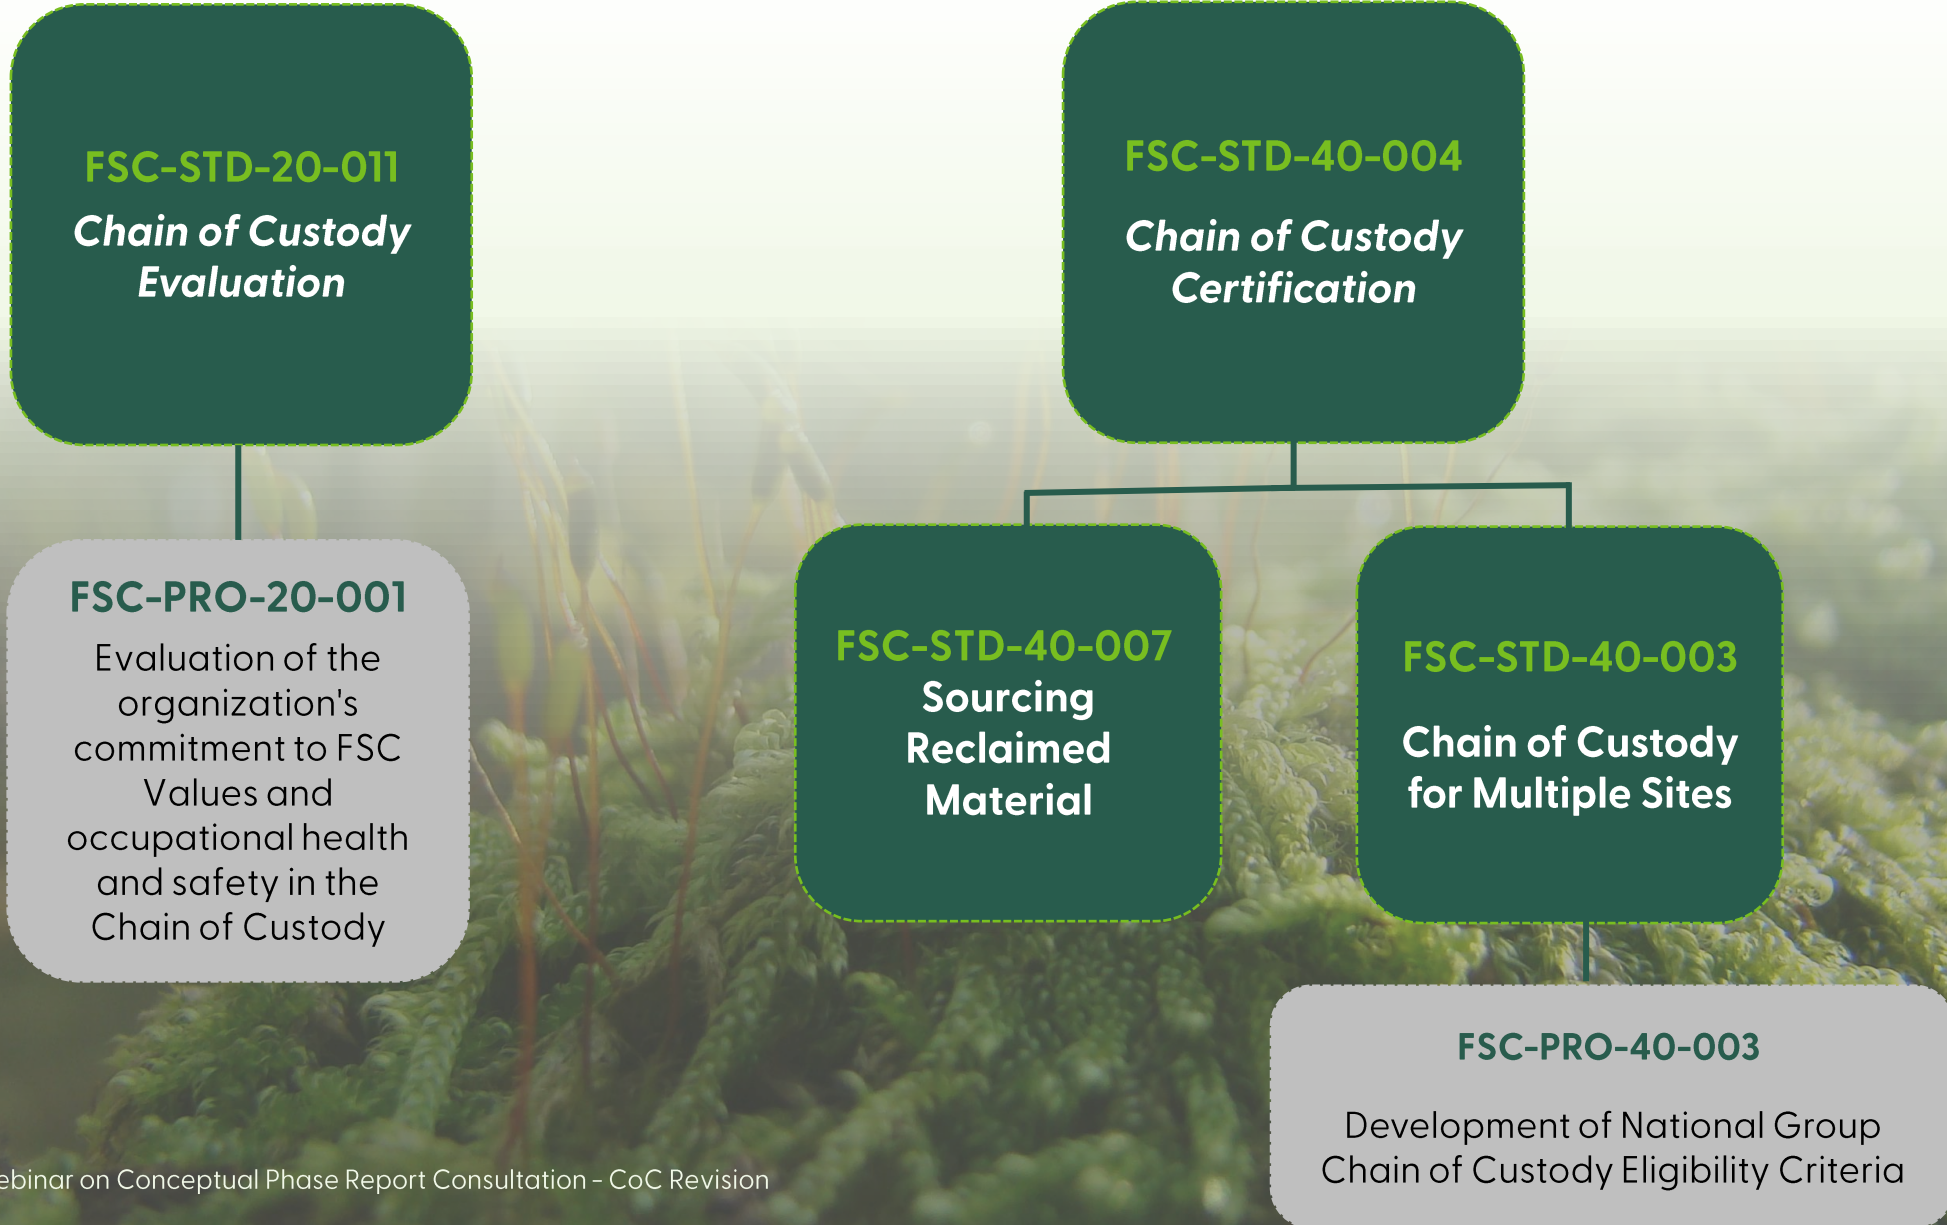 FSC-STD-20-011
Chain of Custody
Evaluation
FSC-STD-40-004
Chain of Custody
Certification
FSC-PRO-20-001
Evaluation of the
organization's
commitment to FSC
Values and
occupational health
and safety in the
Chain of Custody
FSC-STD-40-007
Sourcing
Reclaimed
Material
FSC-STD-40-003
Chain of Custody
for Multiple Sites
FSC-PRO-40-003
Development of National Group
Chain of Custody Eligibility Criteria
ebinar on Conceptual Phase Report Consultation - CoC Revision